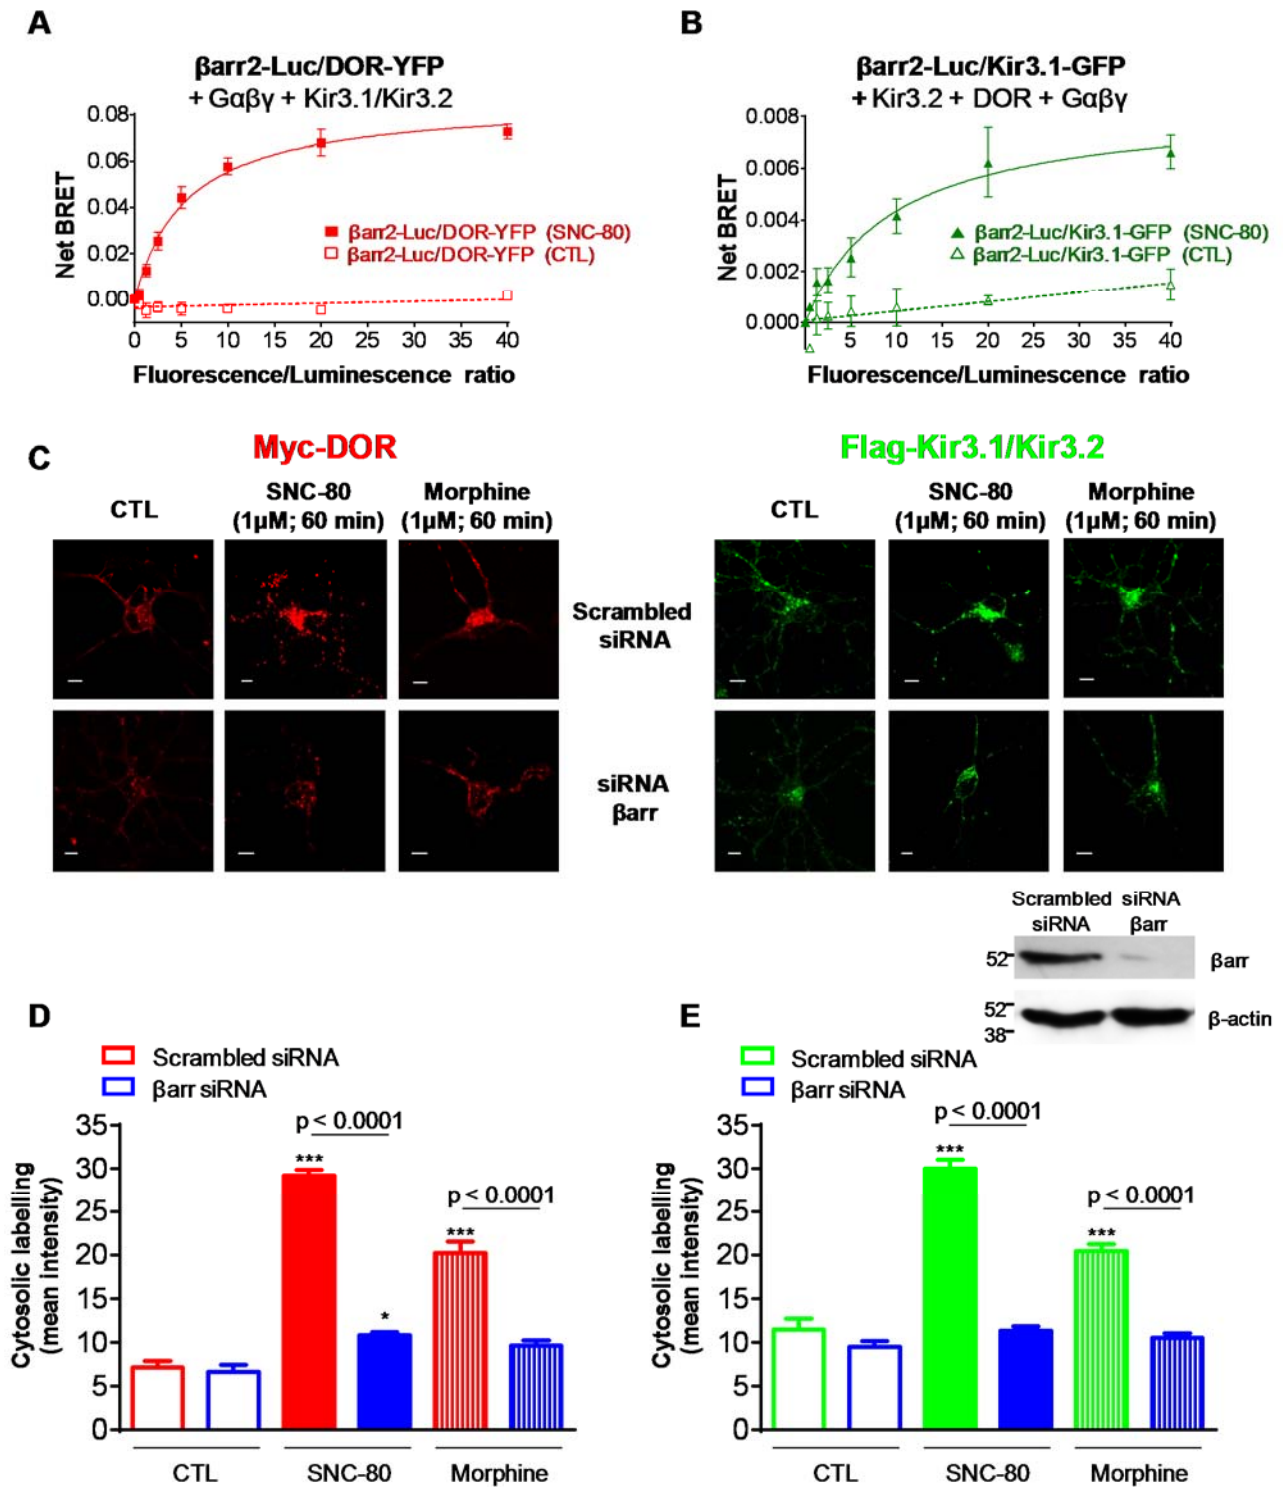 A
βarr2-Luc/DOR-YFP
+ Gαβγ + Kir3.1/Kir3.2
0.08
0.06
0.04
0.02
0.00
Net BRET
βarr2-Luc/DOR-YFP (SNC-80)
βarr2-Luc/DOR-YFP (CTL)
0 5 10 15 20 25 30 35 40
Fluorescence/Luminescence ratio
B
βarr2-Luc/Kir3.1-GFP
+ Kir3.2 + DOR + Gαβγ
0.008
0.006
0.004
0.002
0.000
Net BRET
βarr2-Luc/Kir3.1-GFP (SNC-80)
βarr2-Luc/Kir3.1-GFP (CTL)
5 10 15 20 25 30 35 40
Fluorescence/Luminescence ratio
C
Myc-DOR
Flag-Kir3.1/Kir3.2
CTL
SNC-80
(1μM; 60 min)
Morphine
(1μM; 60 min)
CTL
SNC-80
(1μM; 60 min)
Morphine
(1μM; 60 min)
Scrambled
siRNA
siRNA
βarr
Scrambled
siRNA
siRNA
βarr
52
βarr
52
38
β-actin
D
Scrambled siRNA
βarr siRNA
35
30
25
20
15
10
5
0
Cytosolic labelling
(mean intensity)
p < 0.0001
***
*
p < 0.0001
***
CTL
SNC-80
Morphine
E
Scrambled siRNA
βarr siRNA
35
30
25
20
15
10
5
0
Cytosolic labelling
(mean intensity)
p < 0.0001
***
p < 0.0001
***
CTL
SNC-80
Morphine